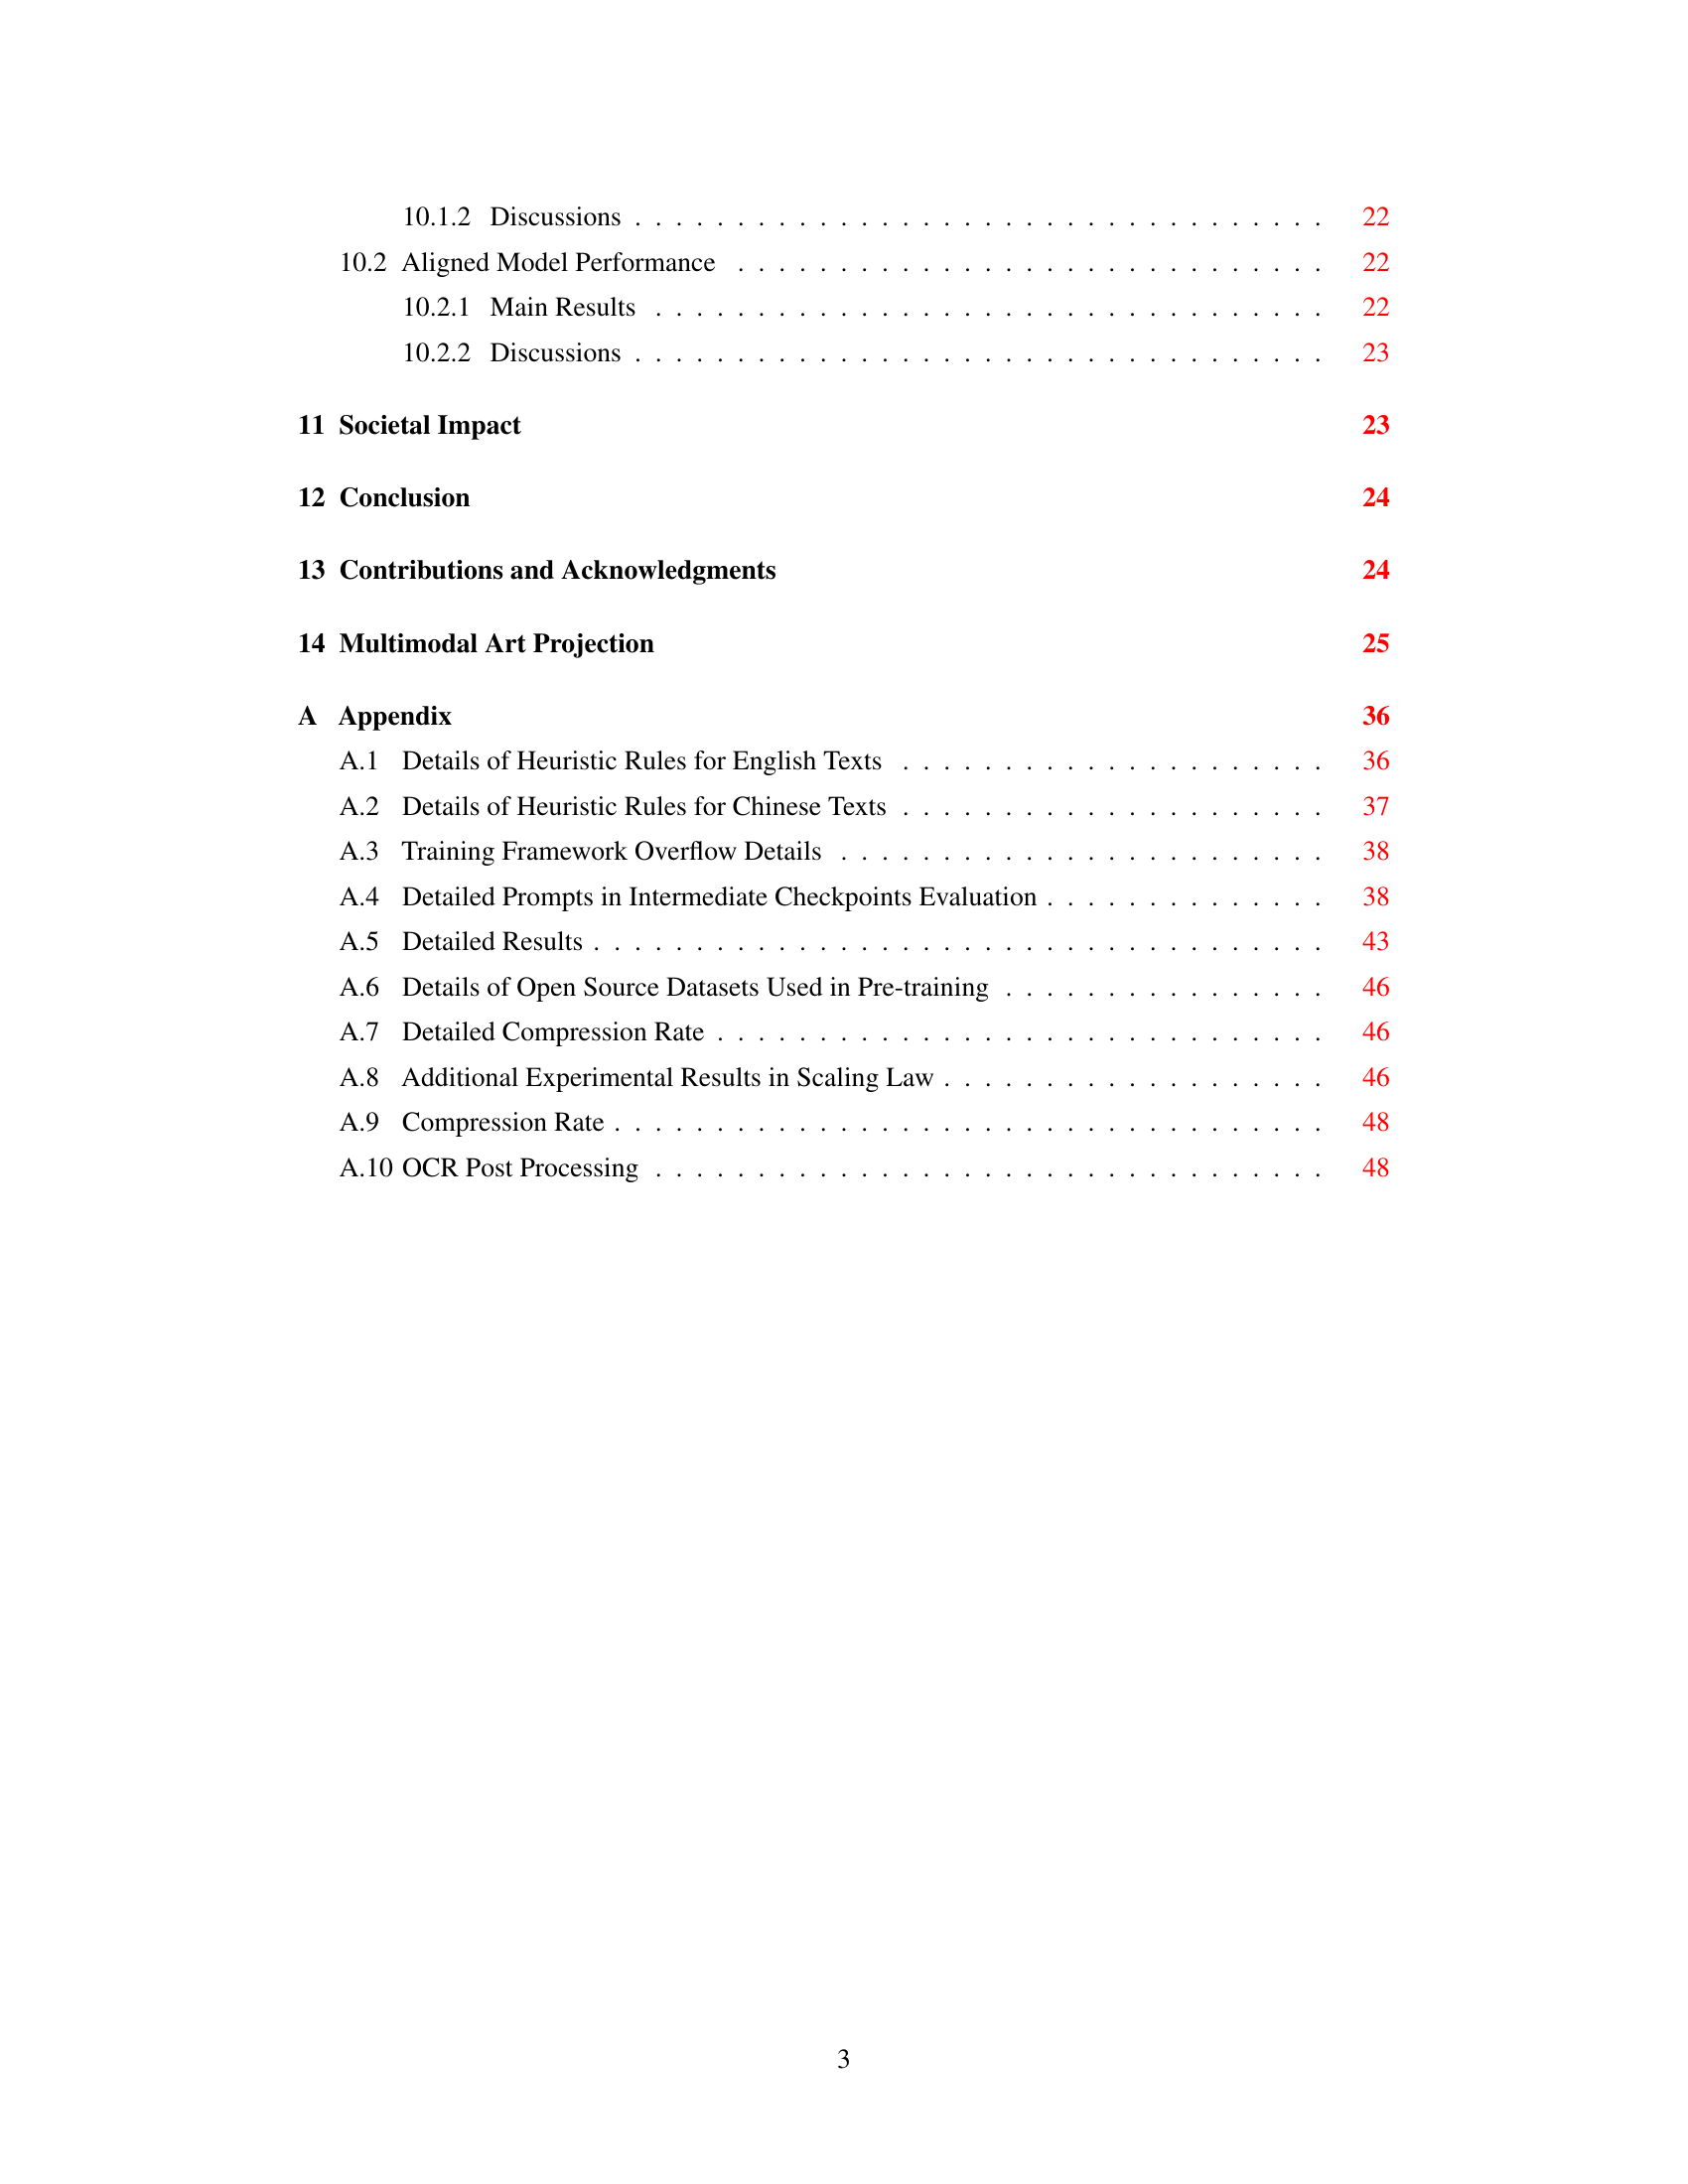 10.1.2 Discussions . . . . . . . . . . . . . . . . . . . . . . . . . . . . . . . . . . 22
10.2 Aligned Model Performance . . . . . . . . . . . . . . . . . . . . . . . . . . . . . 22
10.2.1 Main Results . . . . . . . . . . . . . . . . . . . . . . . . . . . . . . . . . 22
10.2.2 Discussions . . . . . . . . . . . . . . . . . . . . . . . . . . . . . . . . . . 23
11 Societal Impact 23
12 Conclusion 24
13 Contributions and Acknowledgments 24
14 Multimodal Art Projection 25
A Appendix 36
A.1 Details of Heuristic Rules for English Texts . . . . . . . . . . . . . . . . . . . . . 36
A.2 Details of Heuristic Rules for Chinese Texts . . . . . . . . . . . . . . . . . . . . . 37
A.3 Training Framework Overflow Details . . . . . . . . . . . . . . . . . . . . . . . . 38
A.4 Detailed Prompts in Intermediate Checkpoints Evaluation . . . . . . . . . . . . . . 38
A.5 Detailed Results . . . . . . . . . . . . . . . . . . . . . . . . . . . . . . . . . . . . 43
A.6 Details of Open Source Datasets Used in Pre-training . . . . . . . . . . . . . . . . 46
A.7 Detailed Compression Rate . . . . . . . . . . . . . . . . . . . . . . . . . . . . . . 46
A.8 Additional Experimental Results in Scaling Law . . . . . . . . . . . . . . . . . . . 46
A.9 Compression Rate . . . . . . . . . . . . . . . . . . . . . . . . . . . . . . . . . . . 48
A.10 OCR Post Processing . . . . . . . . . . . . . . . . . . . . . . . . . . . . . . . . . 48
3